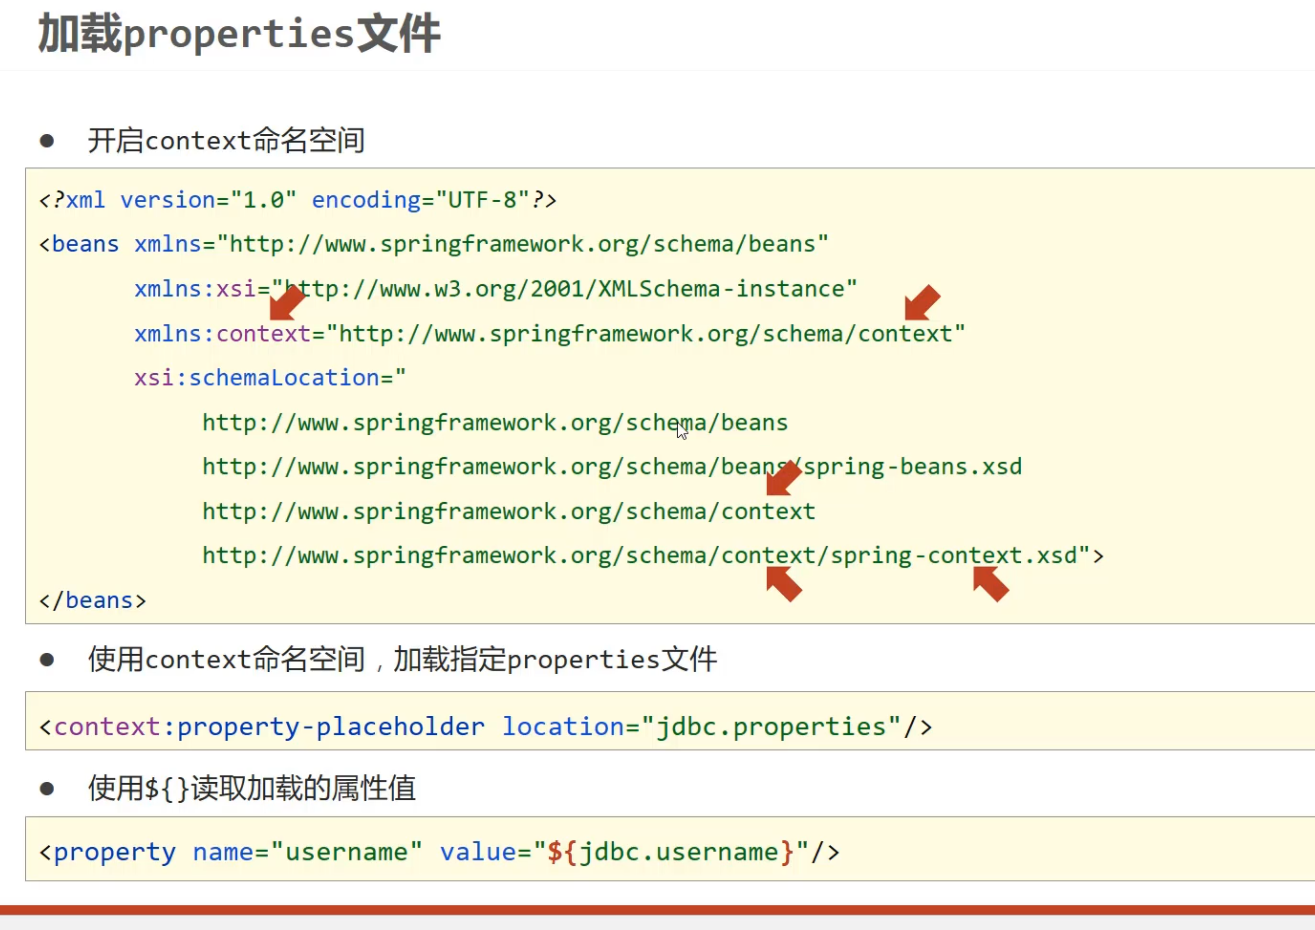 加载properties文件
● 开启context命名空间
<?xml version="1.0" encoding="UTF-8"?>
<beans xmlns="http://www.springframework.org/schema/beans"
xmlns:xsi="http://www.w3.org/2001/XMLSchema-instance"
xmlns:context="http://www.springframework.org/schema/context"
xsi:schemaLocation="
http://www.springframework.org/schema/beans
http://www.springframework.org/schema/beans/spring-beans.xsd
http://www.springframework.org/schema/context
http://www.springframework.org/schema/context/spring-context.xsd">
</beans>
● 使用context命名空间，加载指定properties文件
<context:property-placeholder location="jdbc.properties"/>
● 使用${}读取加载的属性值
<property name="username" value="${jdbc.username}"/>